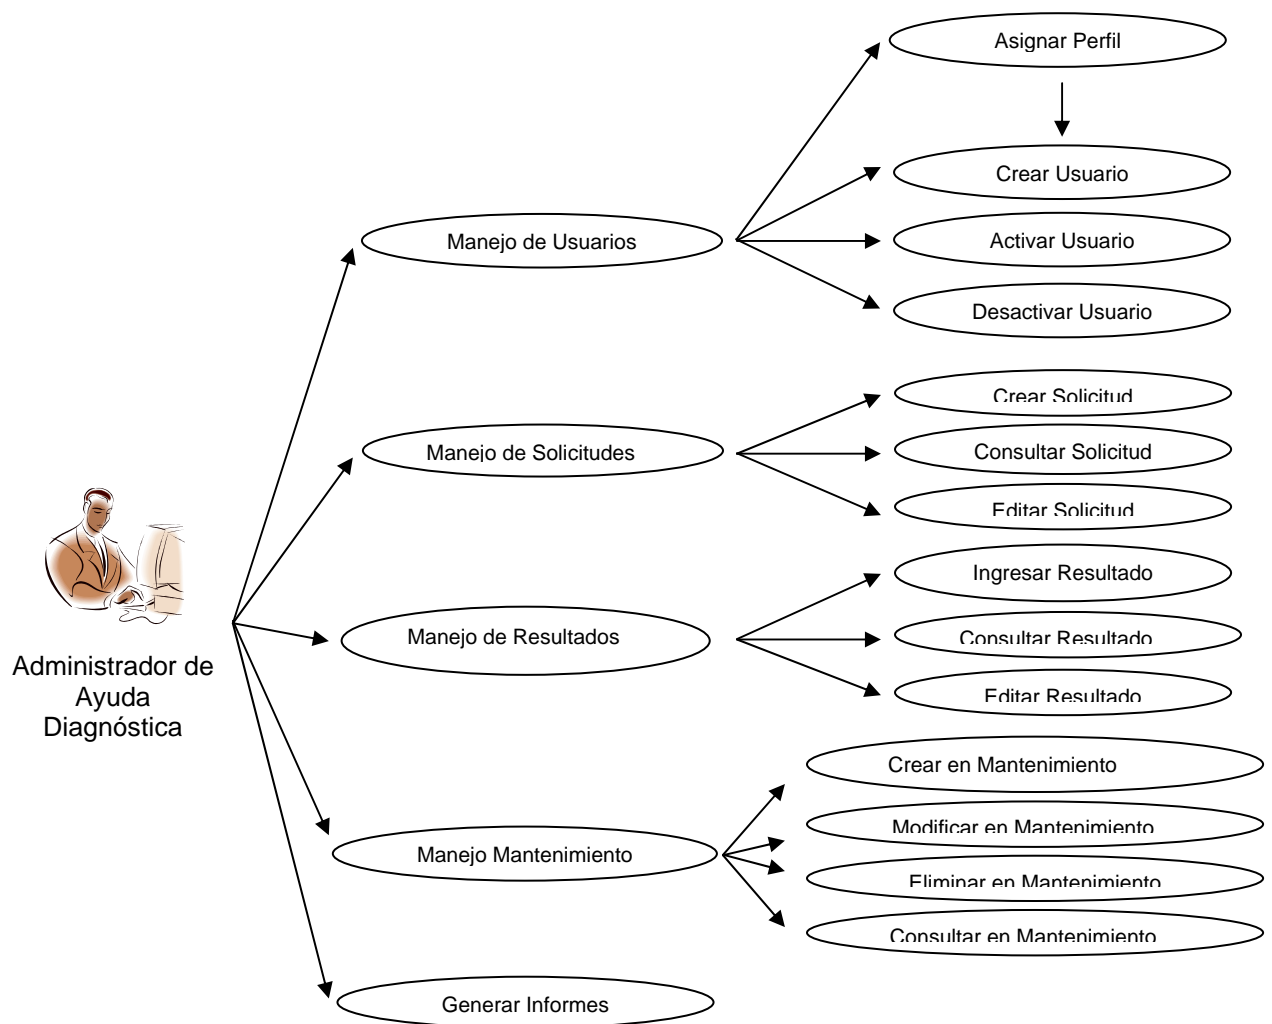 Asignar Perfil
Crear Usuario
Manejo de Usuarios
Activar Usuario
Desactivar Usuario
Crear Solicitud
Manejo de Solicitudes
Consultar Solicitud
Editar Solicitud
Ingresar Resultado
Manejo de Resultados
Consultar Resultado
Editar Resultado
Administrador de
Ayuda
Diagnóstica
Crear en Mantenimiento
Modificar en Mantenimiento
Manejo Mantenimiento
Eliminar en Mantenimiento
Consultar en Mantenimiento
Generar Informes